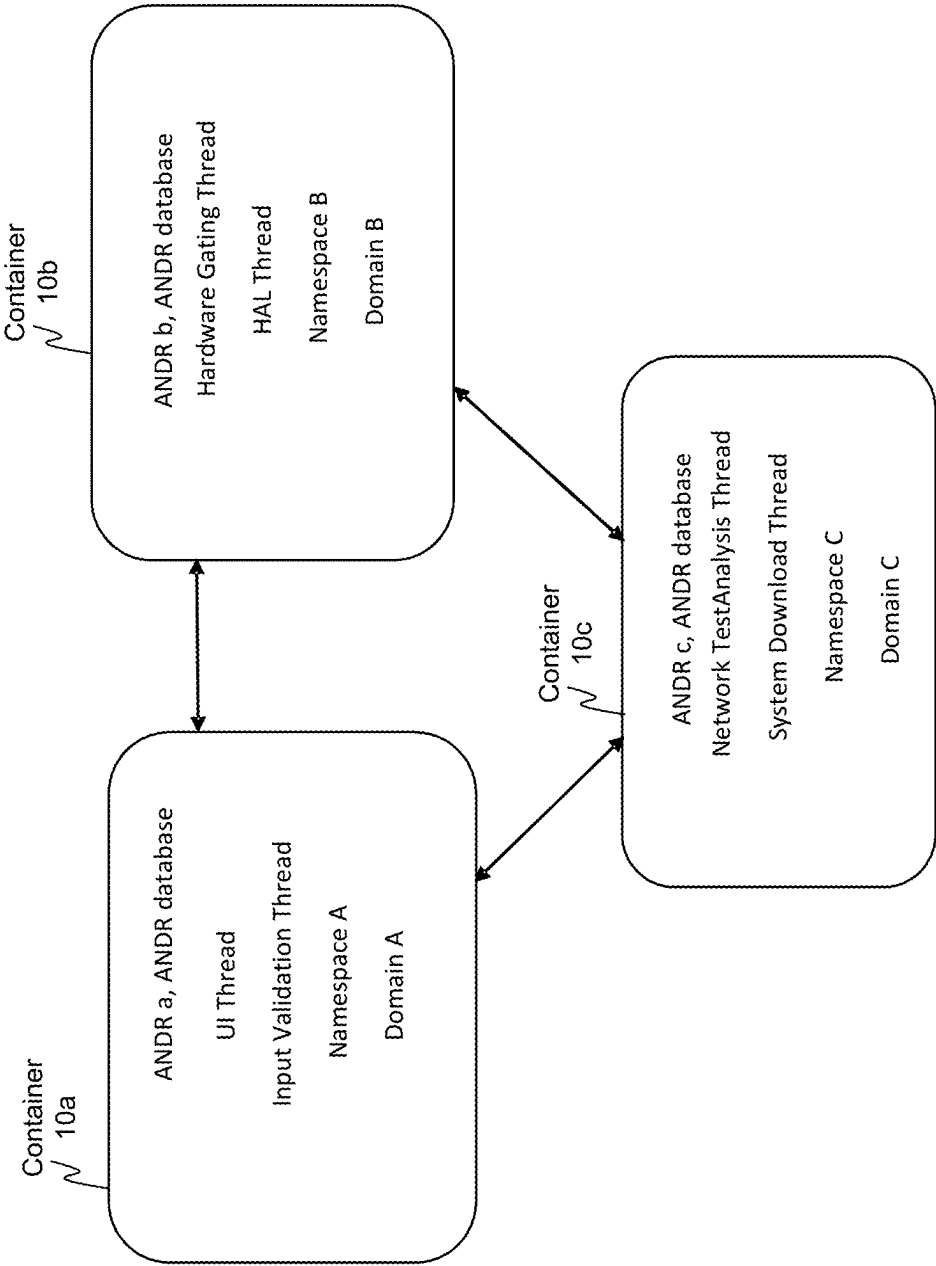 Container
10a
ANDR a, ANDR database
UI Thread
Input Validation Thread
Namespace A
Domain A
Container
10b
ANDR b, ANDR database
Hardware Gating Thread
HAL Thread
Namespace B
Domain B
Container
10c
ANDR c, ANDR database
Network TestAnalysis Thread
System Download Thread
Namespace C
Domain C